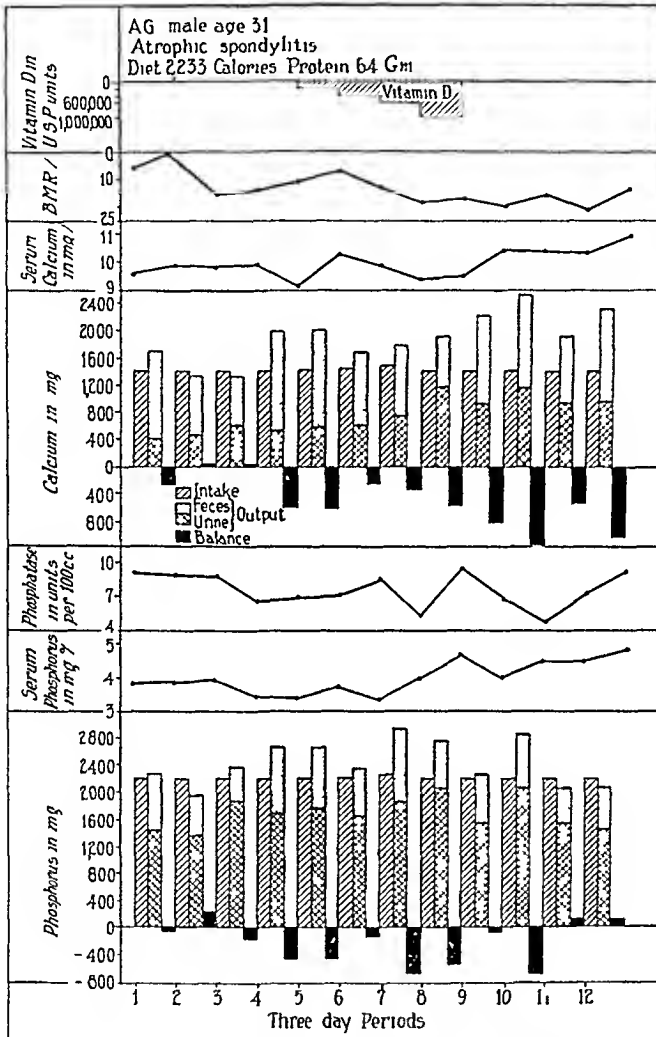 AG male age 31
Atrophic spondylitis
Diet 2233 Calories Protein 64 Gm
Vitamin D in
U.S.P. units
0
600,000
1,000,000
Vitamin D
BMR /
0
10
25
Serum
Calcium
in mg /
11
10
9
Calcium in mg
2400
2000
1600
1200
800
400
0
400
800
Intake
Feces
Urine
Output
Balance
Phosphatase
in units
per 100cc
10
7
4
Serum
Phosphorus
in mg %
5
4
3
Phosphorus in mg
2800
2400
2000
1600
1200
800
400
0
-400
-800
1 2 3 4 5 6 7 8 9 10 11 12
Three day Periods